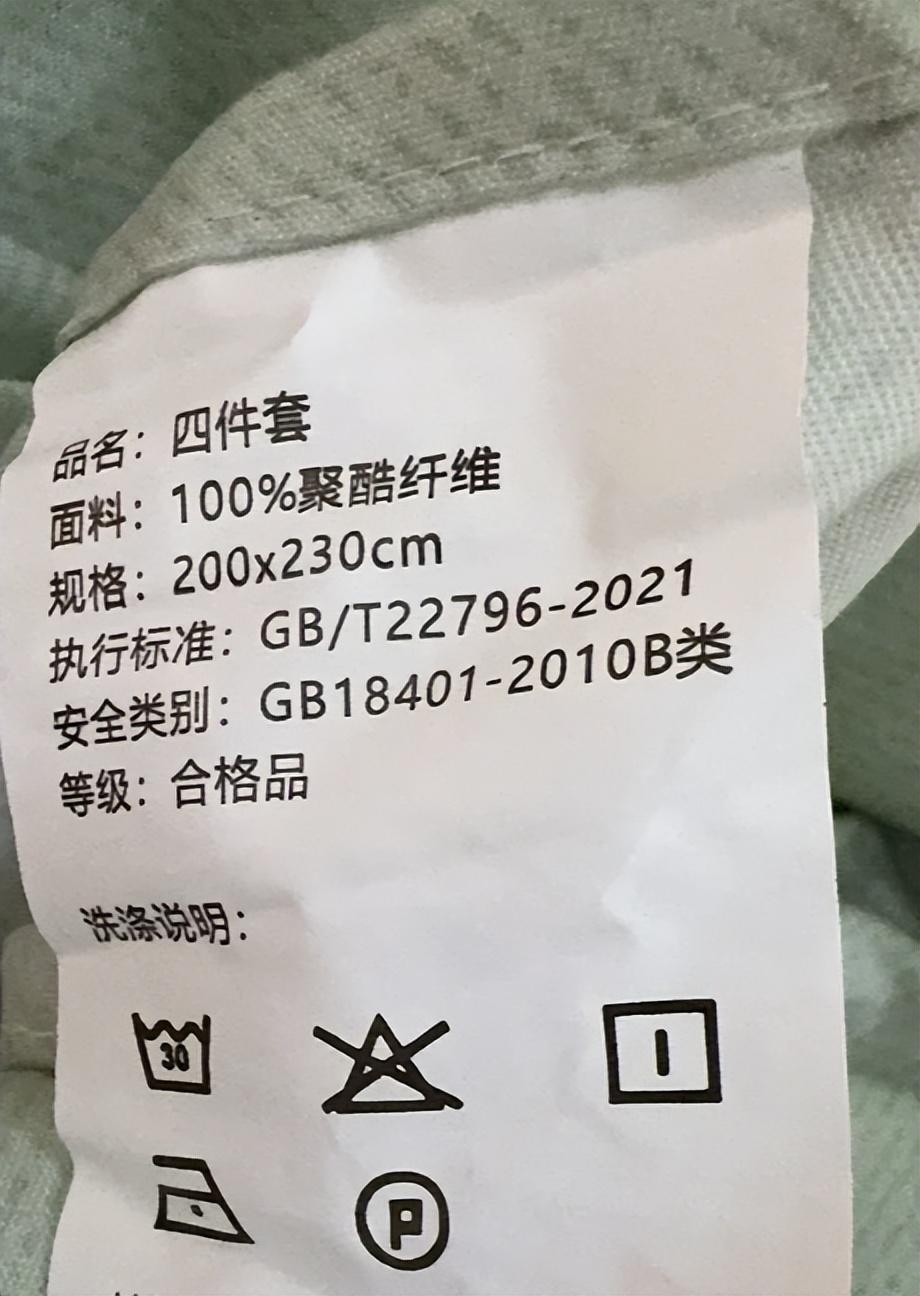 品名：四件套
面料：100%聚酷纤维
规格：200x230cm
执行标准：GB/T22796-2021
安全类别：GB18401-2010B类
等级：合格品
洗涤说明：
30
P